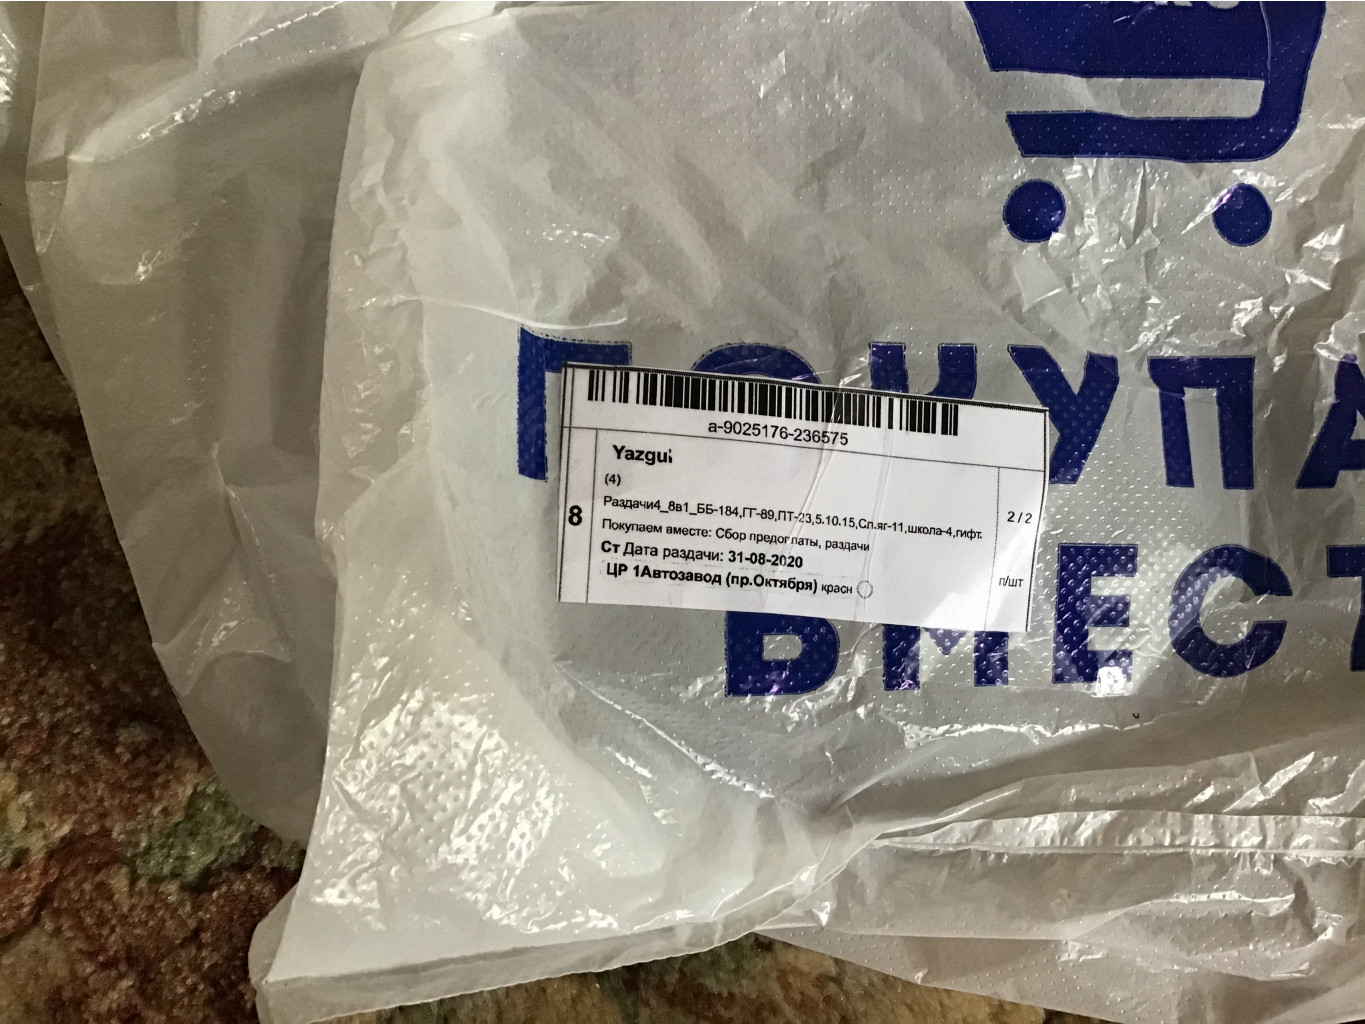 ПОКУПА
a-9025176-236575
Yazgul
(4)
8
Раздачи4_8в1_ББ-184,ГГ-89,ПТ-23,5.10.15,Сл.яг-11,школа-4,гифт.
2 / 2
Покупаем вместе: Сбор предоплаты, раздачи
Ст Дата раздачи: 31-08-2020
ЦР 1Автозавод (пр.Октября) красн
п/шт
ВМЕСТ